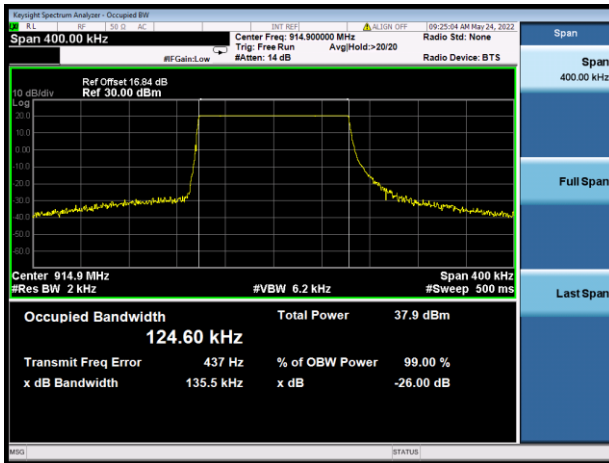 Keysight Spectrum Analyzer - Occupied BW
RL RF 50 Ω AC INT REF ALIGN OFF 09:25:04 AM May 24, 2022
Span 400.00 kHz Center Freq: 914.900000 MHz Radio Std: None
Trig: Free Run Avg|Hold:>20/20
#IFGain:Low #Atten: 14 dB Radio Device: BTS
Ref Offset 16.84 dB
10 dB/div Ref 30.00 dBm
Log
20.0
10.0
0.00
-10.0
-20.0
-30.0
-40.0
-50.0
-60.0
Center 914.9 MHz Span 400 kHz
#Res BW 2 kHz #VBW 6.2 kHz #Sweep 500 ms
Occupied Bandwidth Total Power 37.9 dBm
124.60 kHz
Transmit Freq Error 437 Hz % of OBW Power 99.00 %
x dB Bandwidth 135.5 kHz x dB -26.00 dB
MSG STATUS
Span
Span
400.00 kHz
Full Span
Last Span